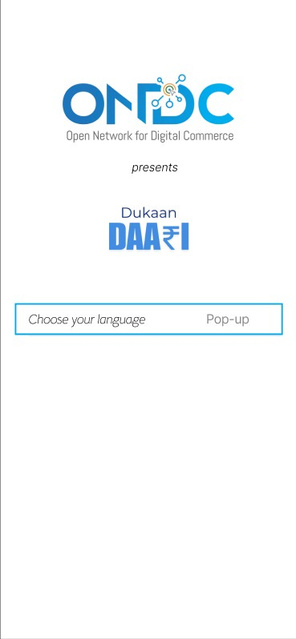 ONDC
Open Network for Digital Commerce
presents
Dukaan
DAA₹I
Choose your language Pop-up